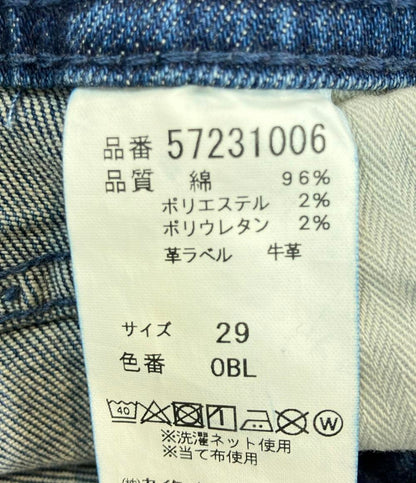 品番 57231006
品質 綿 96%
ポリエステル 2%
ポリウレタン 2%
革ラベル 牛革
サイズ 29
色番 0BL
40 W
※洗濯ネット使用
※当て布使用